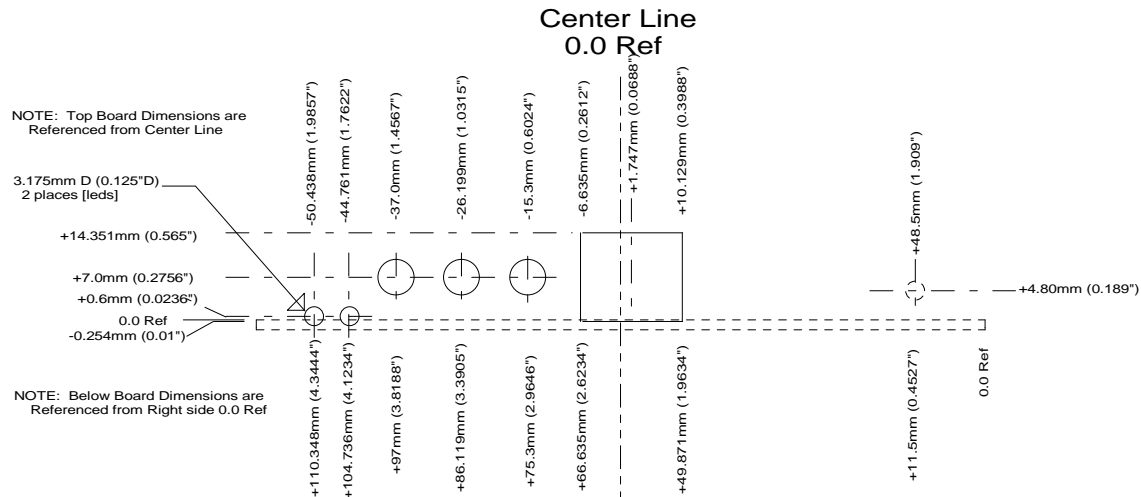 Center Line
0.0 Ref
NOTE: Top Board Dimensions are
Referenced from Center Line
3.175mm D (0.125"D)
2 places [leds]
-50.438mm (1.9857")
-44.761mm (1.7622")
-37.0mm (1.4567")
-26.199mm (1.0315")
-15.3mm (0.6024")
-6.635mm (0.2612")
+1.747mm (0.0688")
+10.129mm (0.3988")
+48.5mm (1.909")
+14.351mm (0.565")
+7.0mm (0.2756")
+0.6mm (0.0236")
0.0 Ref
-0.254mm (0.01")
+4.80mm (0.189")
NOTE: Below Board Dimensions are
Referenced from Right side 0.0 Ref
+110.348mm (4.3444")
+104.736mm (4.1234")
+97mm (3.8188")
+86.119mm (3.3905")
+75.3mm (2.9646")
+66.635mm (2.6234")
+49.871mm (1.9634")
+11.5mm (0.4527")
0.0 Ref